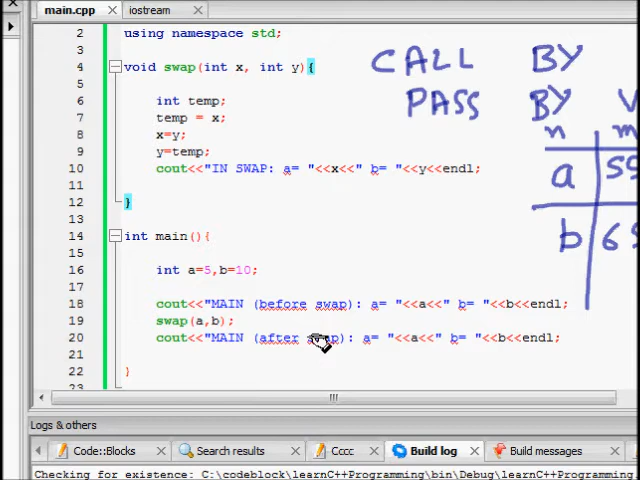 main.cpp
iostream
2 using namespace std;
3
4 void swap(int x, int y){
5
6 int temp;
7 temp = x;
8 x=y;
9 y=temp;
10 cout<<"IN SWAP: a= "<<x<<" b= "<<y<<endl;
11
12 }
13
14 int main(){
15
16 int a=5,b=10;
17
18 cout<<"MAIN (before swap): a= "<<a<<" b= "<<b<<endl;
19 swap(a,b);
20 cout<<"MAIN (after swap): a= "<<a<<" b= "<<b<<endl;
21
22 }
23
CALL BY
PASS BY V
n m
a 55
b 6
Logs & others
Code::Blocks
Search results
Cccc
Build log
Build messages
Checking for existence: C:\codeblock\learnC++Programming\bin\Debug\learnC++Programming